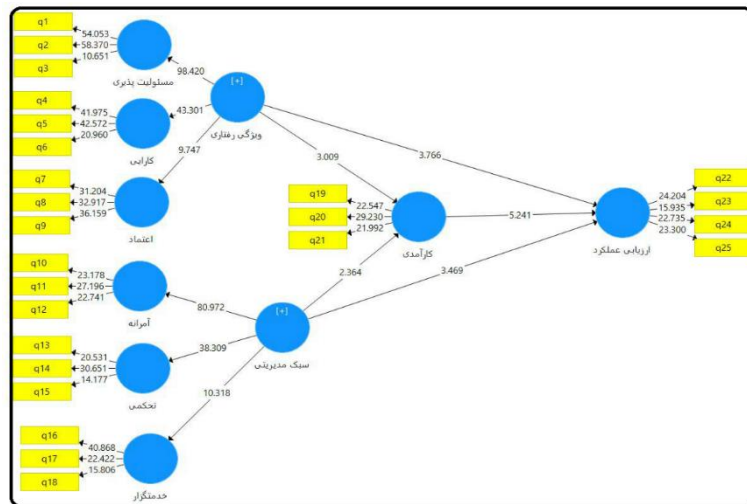 q1
54.053
q2
58.370
q3
10.651
مسئولیت پذیری
98.420
[+]
ویژگی رفتاری
q4
41.975
q5
42.572
q6
20.960
کارایی
43.301
9.747
q7
31.204
q8
32.917
q9
36.159
اعتماد
3.009
3.766
q19
22.547
q20
29.230
q21
21.992
کارآمدی
5.241
q22
24.204
q23
15.935
q24
22.735
q25
23.300
ارزیابی عملکرد
q10
23.178
q11
27.196
q12
22.741
آمرانه
80.972
2.364
3.469
[+]
سبک مدیریتی
q13
20.531
q14
30.651
q15
14.177
تحکمی
38.309
10.318
q16
40.868
q17
22.422
q18
15.806
خدمتگزار